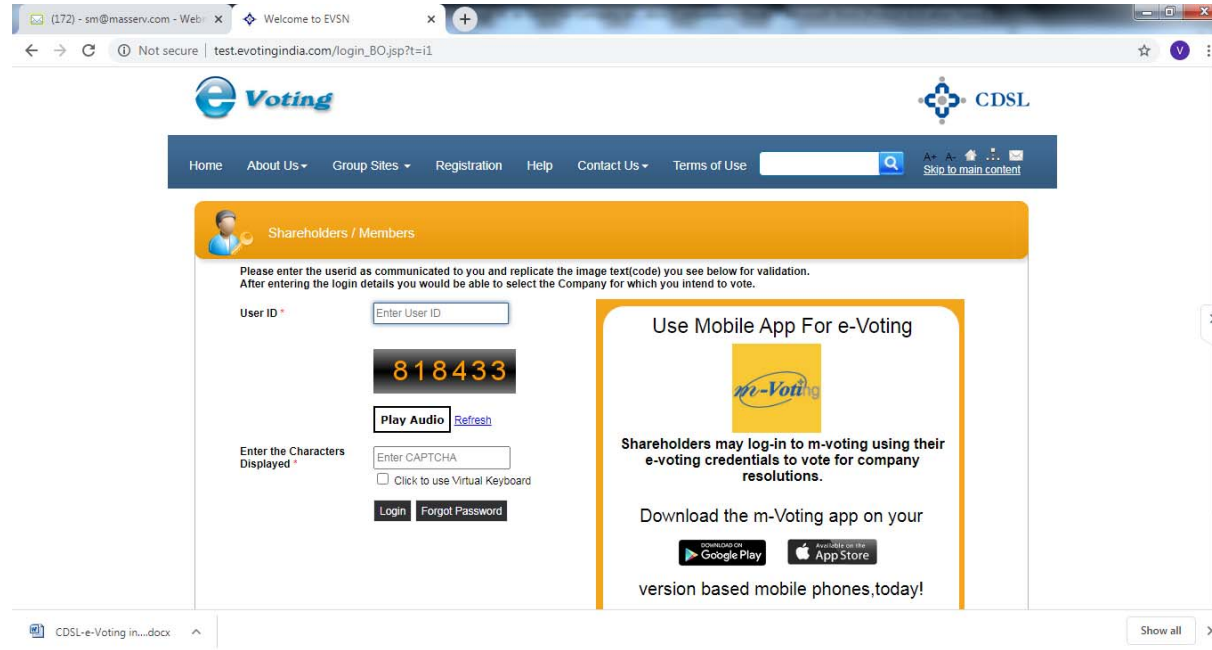 (172) - sm@masserv.com - Web
Welcome to EVSN
Not secure | test.evotingindia.com/login_BO.jsp?t=i1
V
e Voting
CDSL
Home About Us Group Sites Registration Help Contact Us Terms of Use
A+ A-
Skip to main content
Shareholders / Members
Please enter the userid as communicated to you and replicate the image text(code) you see below for validation.
After entering the login details you would be able to select the Company for which you intend to vote.
User ID *
Enter User ID
818433
Play Audio Refresh
Enter the Characters
Displayed *
Enter CAPTCHA
Click to use Virtual Keyboard
Login Forgot Password
Use Mobile App For e-Voting
m-Voting
Shareholders may log-in to m-voting using their
e-voting credentials to vote for company
resolutions.
Download the m-Voting app on your
DOWNLOAD ON
Google Play
Available on the
App Store
version based mobile phones,today!
CDSL-e-Voting in....docx
Show all